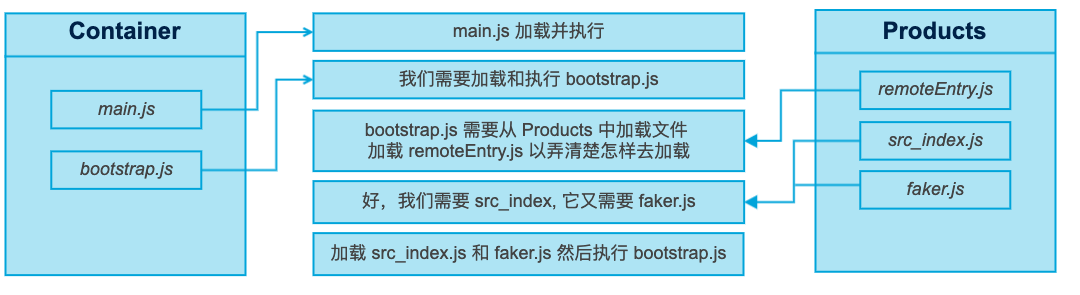 Container
main.js
bootstrap.js
main.js 加载并执行
我们需要加载和执行 bootstrap.js
bootstrap.js 需要从 Products 中加载文件
加载 remoteEntry.js 以弄清楚怎样去加载
好，我们需要 src_index, 它又需要 faker.js
加载 src_index.js 和 faker.js 然后执行 bootstrap.js
Products
remoteEntry.js
src_index.js
faker.js